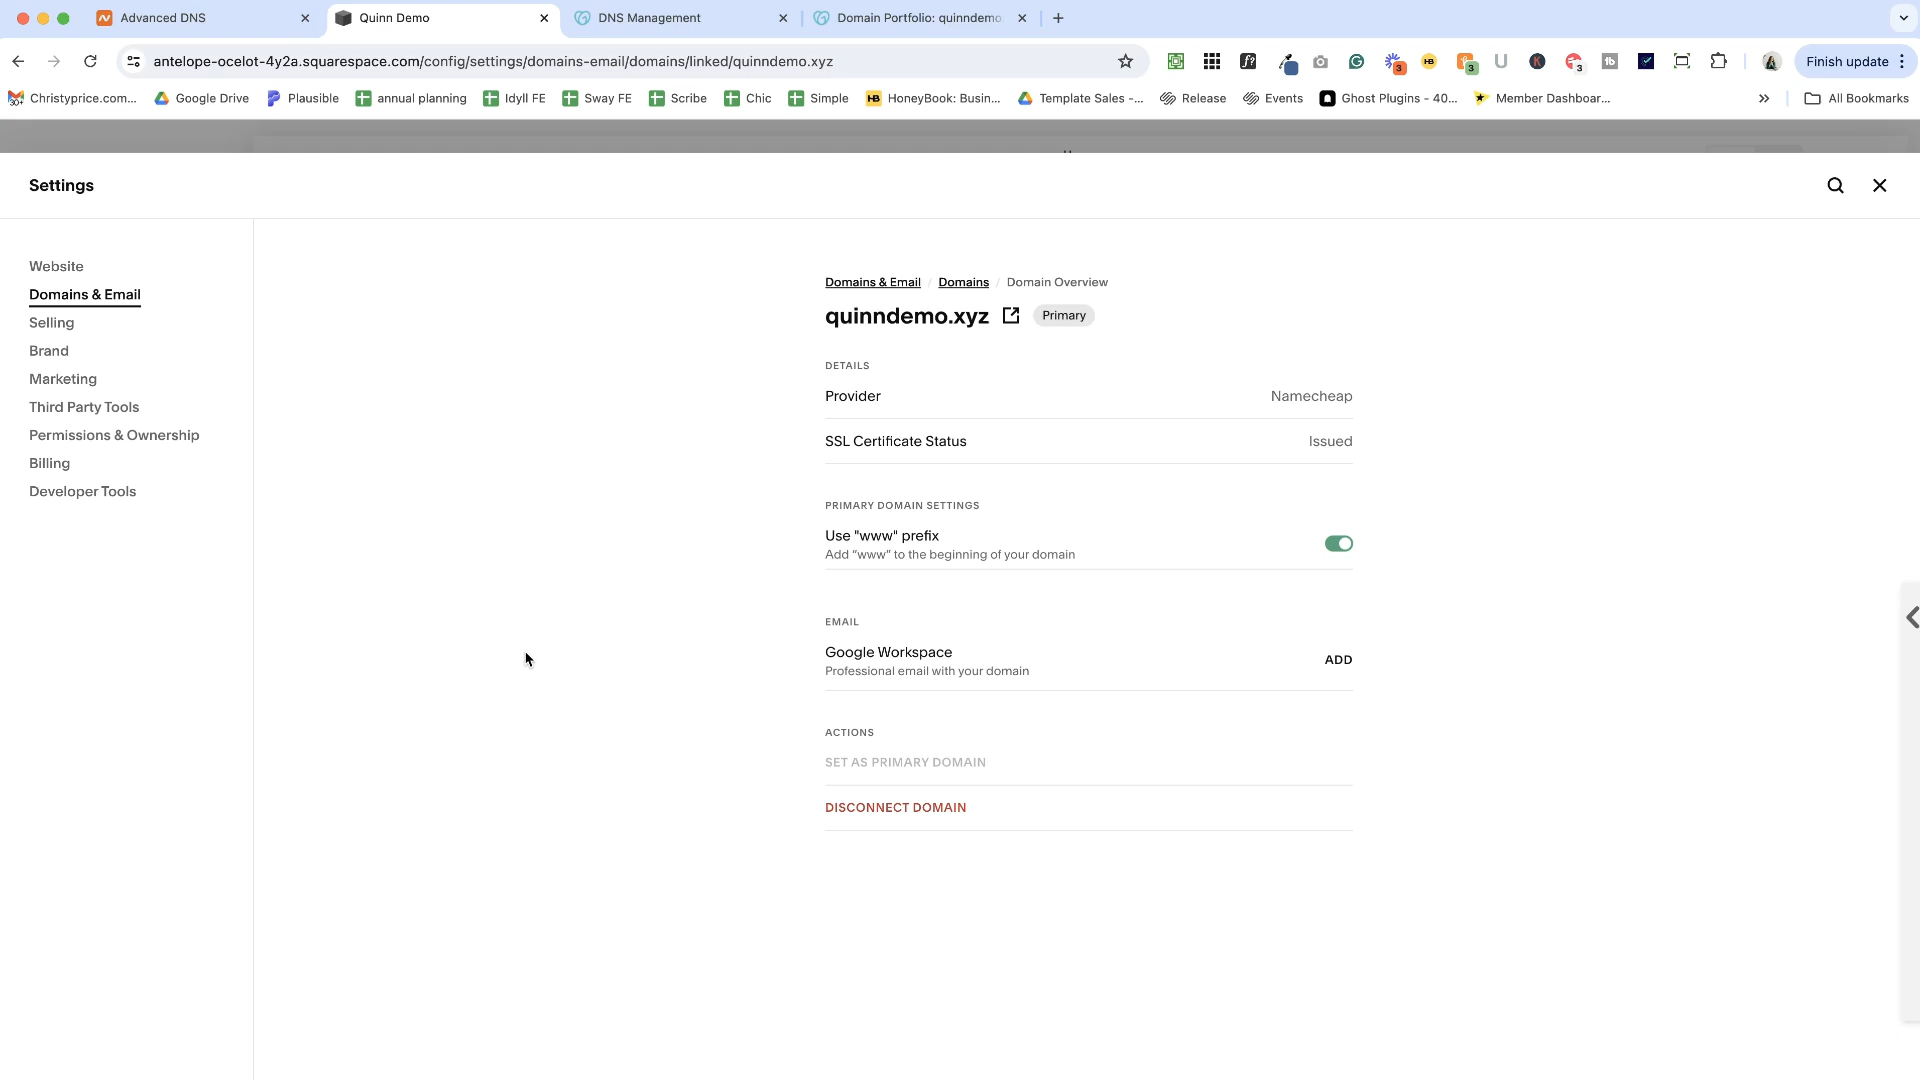 Advanced DNS
Quinn Demo
DNS Management
Domain Portfolio: quinndemo
antelope-ocelot-4y2a.squarespace.com/config/settings/domains-email/domains/linked/quinndemo.xyz
Finish update
Christyprice.com...
Google Drive
Plausible
annual planning
Idyll FE
Sway FE
Scribe
Chic
Simple
HoneyBook: Busin...
Template Sales -...
Release
Events
Ghost Plugins - 40...
Member Dashboar...
All Bookmarks
Settings
Website
Domains & Email
Selling
Brand
Marketing
Third Party Tools
Permissions & Ownership
Billing
Developer Tools
Domains & Email / Domains / Domain Overview
quinndemo.xyz Primary
DETAILS
Provider Namecheap
SSL Certificate Status Issued
PRIMARY DOMAIN SETTINGS
Use "www" prefix
Add “www” to the beginning of your domain
EMAIL
Google Workspace
Professional email with your domain
ADD
ACTIONS
SET AS PRIMARY DOMAIN
DISCONNECT DOMAIN